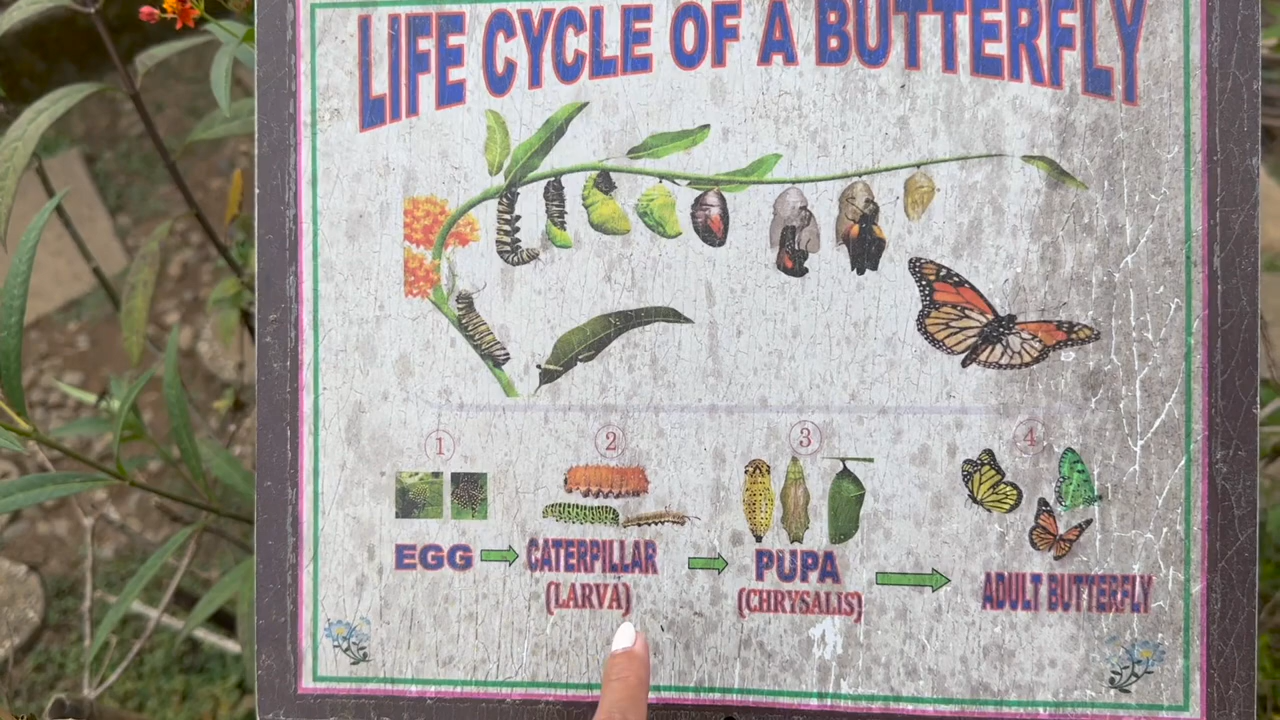 LIFE CYCLE OF A BUTTERFLY
1 2 3 4
EGG CATERPILLAR PUPA ADULT BUTTERFLY
(LARVA) (CHRYSALIS)